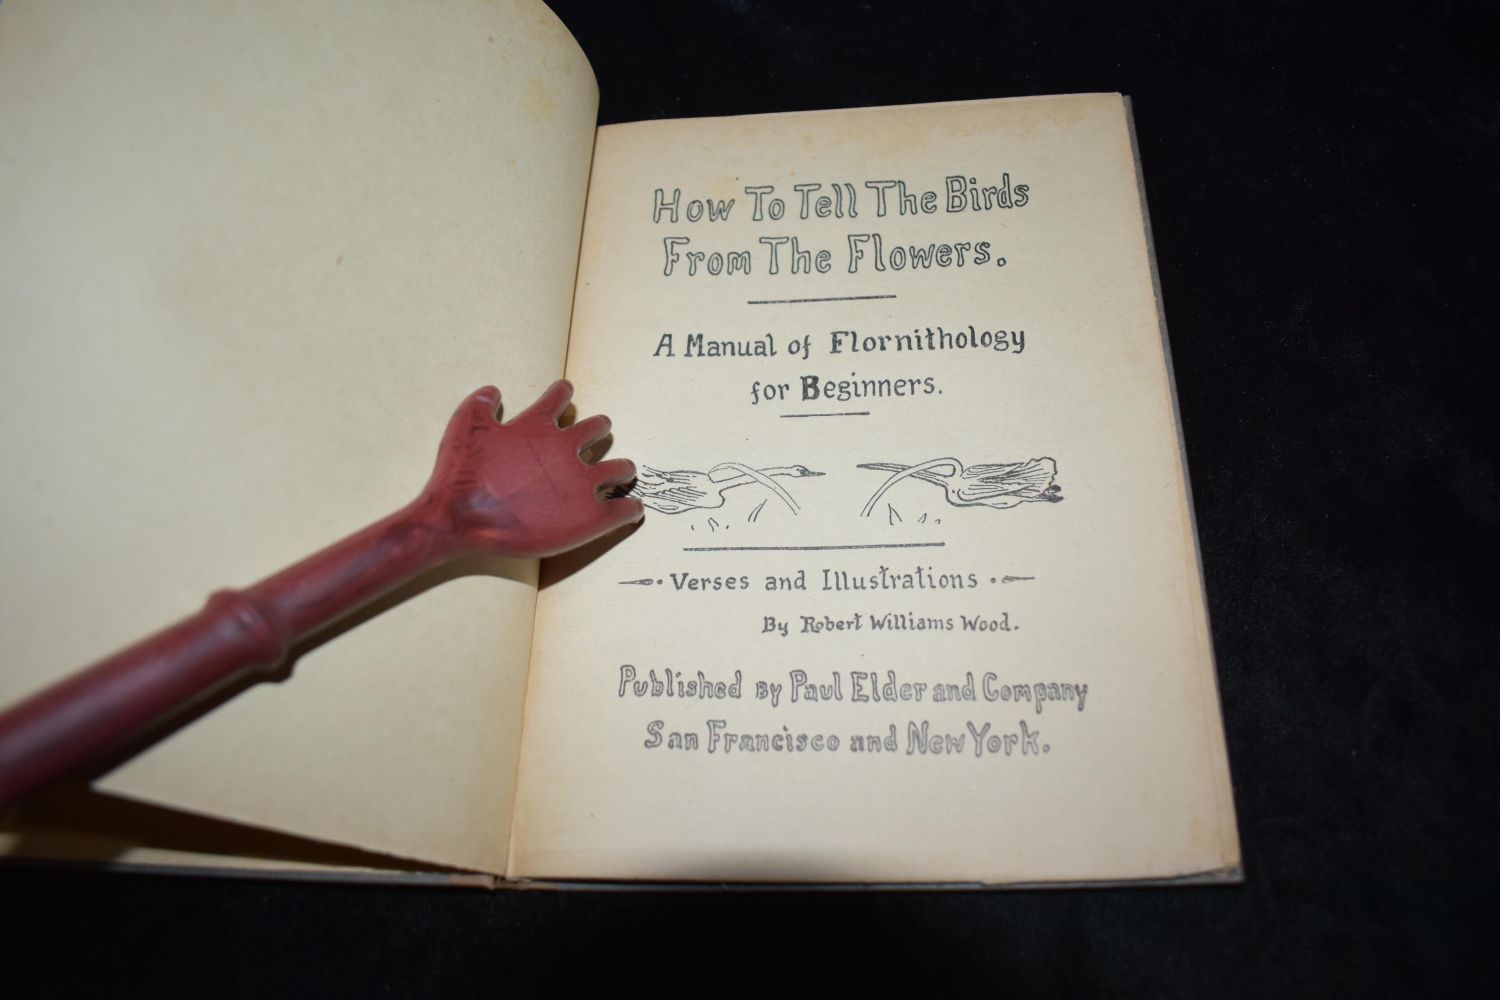 How To Tell The Birds
From The Flowers.
A Manual of Flornithology
for Beginners.
Verses and Illustrations
By Robert Williams Wood.
Published By Paul Elder and Company
San Francisco and New York.